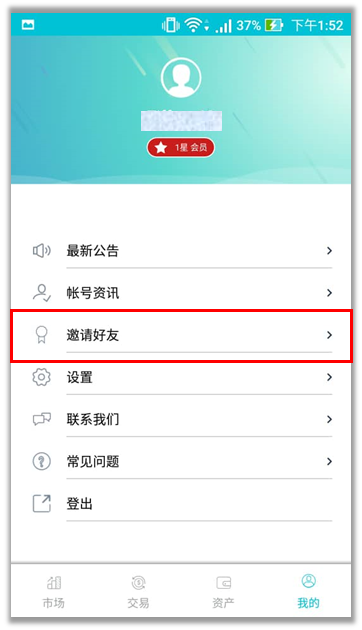 37% 下午1:52
1星 会员
最新公告
帐号资讯
邀请好友
设置
联系我们
常见问题
登出
市场 交易 资产 我的